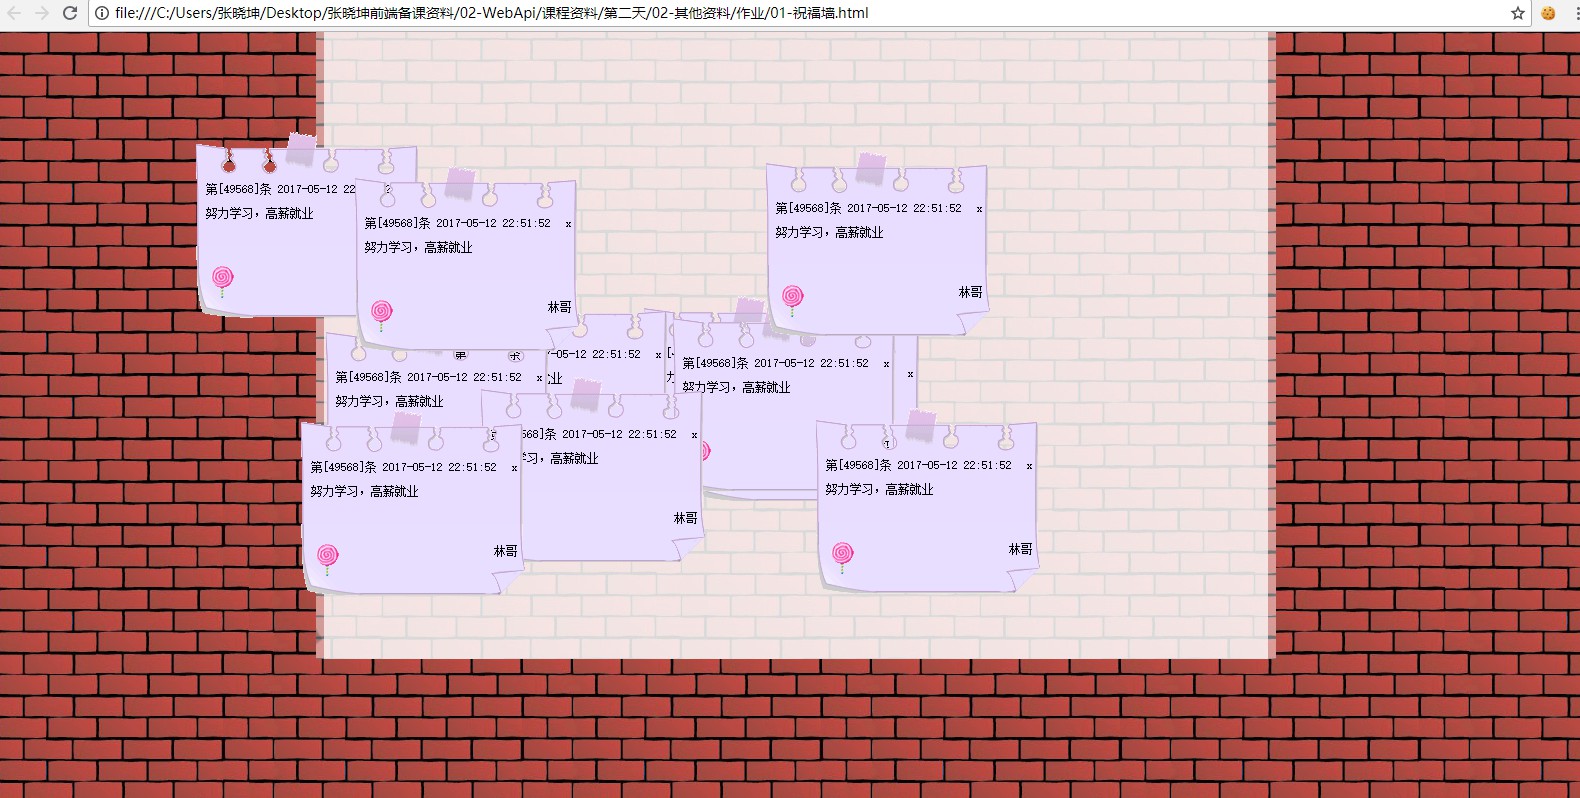 file:///C:/Users/张晓坤/Desktop/张晓坤前端备课资料/02-WebApi/课程资料/第二天/02-其他资料/作业/01-祝福墙.html
第[49568]条 2017-05-12 22
努力学习，高薪就业
第[49568]条 2017-05-12 22:51:52 x
努力学习，高薪就业
林哥
第[49568]条 2017-05-12 22:51:52 x
努力学习，高薪就业
林哥
第[49568]条 2017-05-12 22:51:52 x
努力学习，高薪就业
-05-12 22:51:52 x
业
第[49568]条 2017-05-12 22:51:52 x
努力学习，高薪就业
x
568]条 2017-05-12 22:51:52 x
习，高薪就业
林哥
第[49568]条 2017-05-12 22:51:52 x
努力学习，高薪就业
林哥
第[49568]条 2017-05-12 22:51:52 x
努力学习，高薪就业
林哥